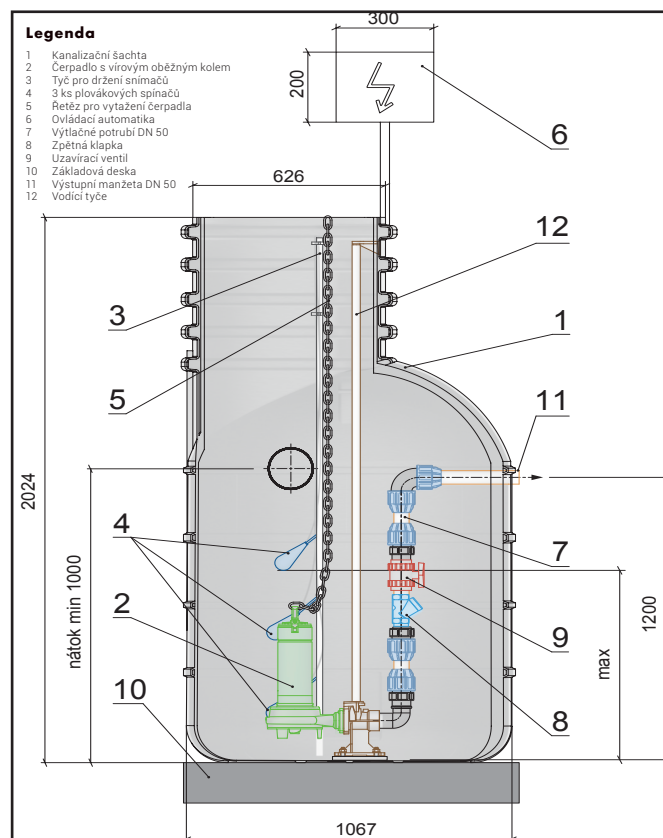 Legenda
1 Kanalizační šachta
2 Čerpadlo s vírovým oběžným kolem
3 Tyč pro držení snímačů
4 3 ks plovákových spínačů
5 Řetěz pro vytažení čerpadla
6 Ovládací automatika
7 Výtlačné potrubí DN 50
8 Zpětná klapka
9 Uzavírací ventil
10 Základová deska
11 Výstupní manžeta DN 50
12 Vodící tyče
300
200
6
626
12
3
1
5
11
2024
4
7
nátok min 1000
2
9
max
1200
10
8
1067